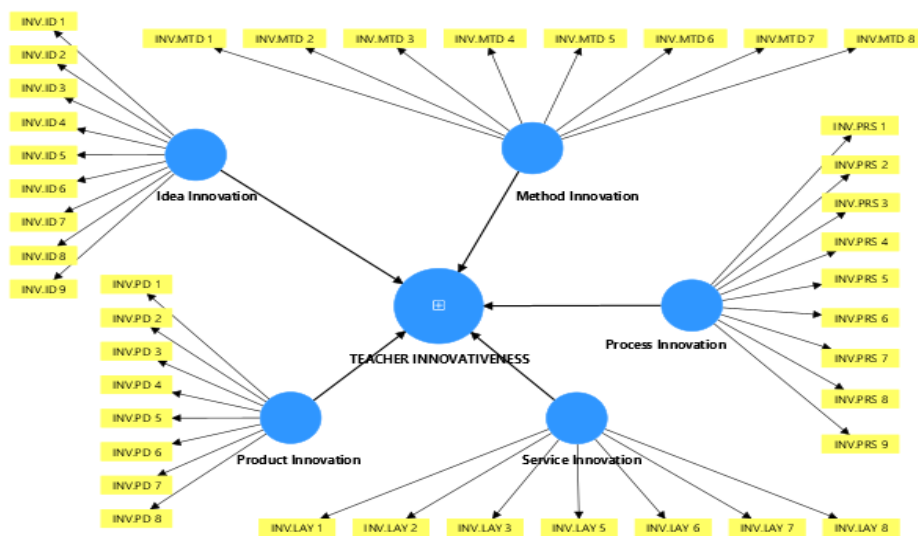 INV.ID 1
INV.ID 2
INV.ID 3
INV.ID 4
INV.ID 5
INV.ID 6
INV.ID 7
INV.ID 8
INV.ID 9
Idea Innovation
INV.MTD 1
INV.MTD 2
INV.MTD 3
INV.MTD 4
INV.MTD 5
INV.MTD 6
INV.MTD 7
INV.MTD 8
Method Innovation
INV.PRS 1
INV.PRS 2
INV.PRS 3
INV.PRS 4
INV.PRS 5
INV.PRS 6
INV.PRS 7
INV.PRS 8
INV.PRS 9
Process Innovation
TEACHER INNOVATIVENESS
INV.PD 1
INV.PD 2
INV.PD 3
INV.PD 4
INV.PD 5
INV.PD 6
INV.PD 7
INV.PD 8
Product Innovation
Service Innovation
INV.LAY 1
INV.LAY 2
INV.LAY 3
INV.LAY 5
INV.LAY 6
INV.LAY 7
INV.LAY 8